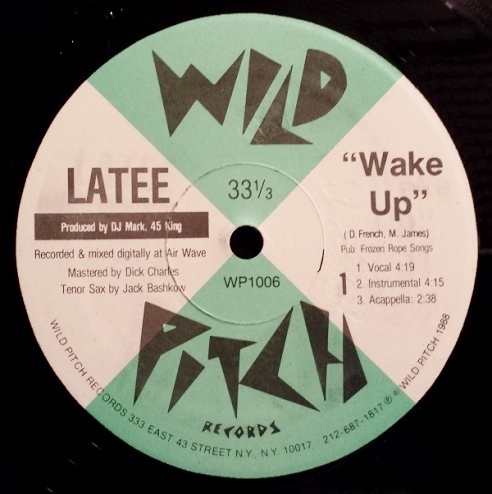 WILD
LATEE
Produced by DJ Mark, 45 King
Recorded & mixed digitally at Air Wave
Mastered by Dick Charles
Tenor Sax by Jack Bashkow
33⅓
WP1006
"Wake
Up"
( D. French, M. James)
Pub: Frozen Rope Songs
1
1. Vocal 4:19
2. Instrumental 4:15
3. Acappella: 2:38
PiTCH
RECORDS
WILD PITCH RECORDS 333 EAST 43 STREET N.Y. N.Y 10017 212-687-1817 ℗ © WILD PITCH 1988